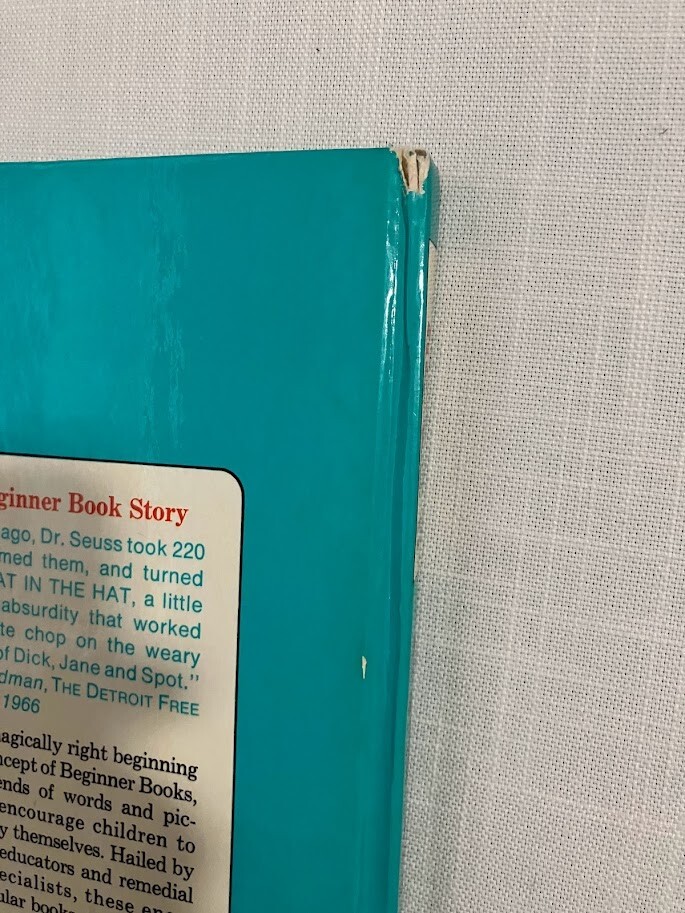 ginner Book Story
ago, Dr. Seuss took 220
med them, and turned
AT IN THE HAT, a little
absurdity that worked
te chop on the weary
of Dick, Jane and Spot."
dman, THE DETROIT FREE
1966
agically right beginning
ncept of Beginner Books,
ends of words and pic-
encourage children to
y themselves. Hailed by
educators and remedial
ecialists, these
ular books